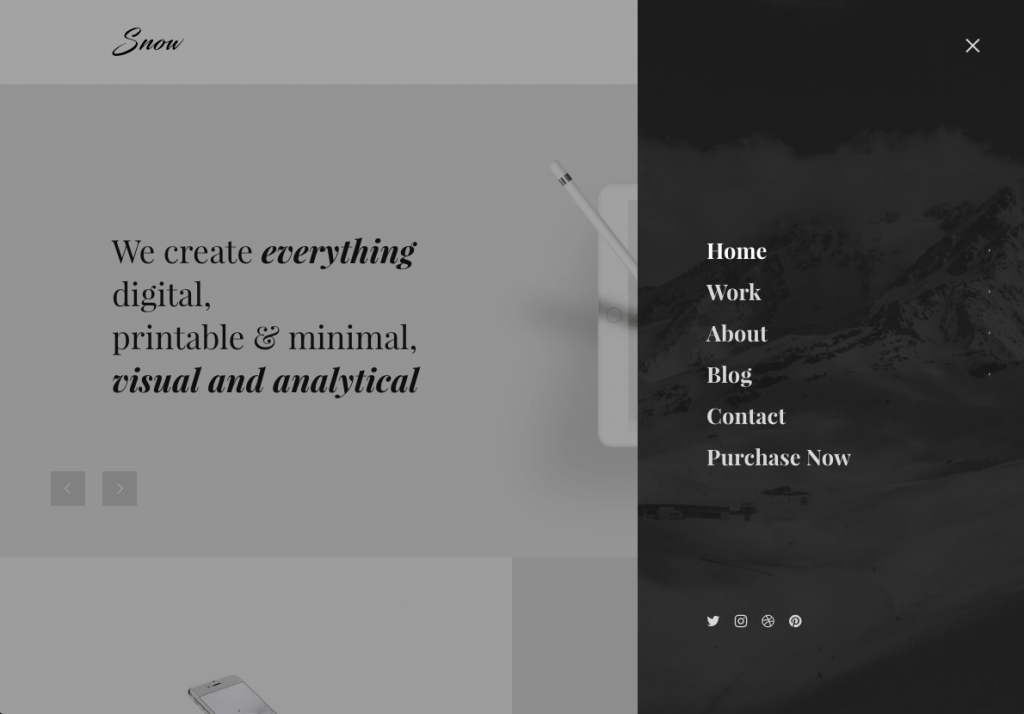 Snow
We create everything
digital,
printable & minimal,
visual and analytical
Home
Work
About
Blog
Contact
Purchase Now